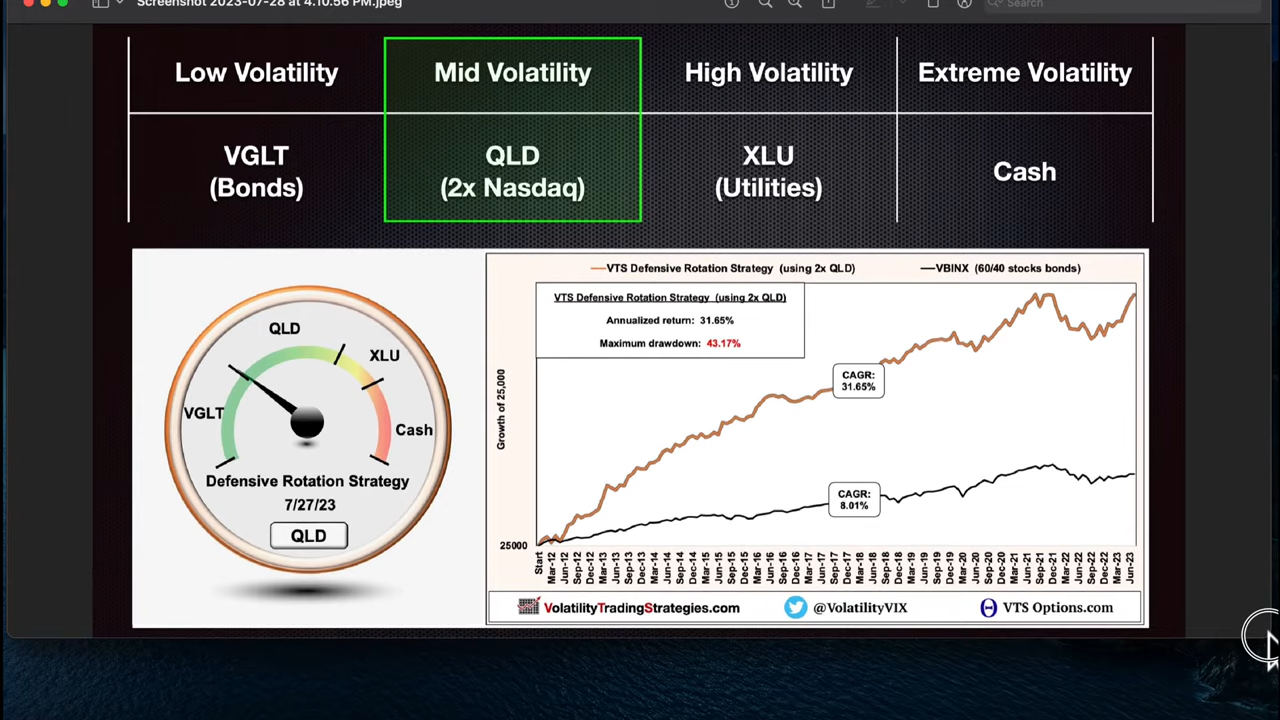 Screenshot 2023-07-28 at 4.10.56 PM.jpeg
Search
Low Volatility
Mid Volatility
High Volatility
Extreme Volatility
VGLT
(Bonds)
QLD
(2x Nasdaq)
XLU
(Utilities)
Cash
QLD
XLU
VGLT
Cash
Defensive Rotation Strategy
7/27/23
QLD
VTS Defensive Rotation Strategy (using 2x QLD)
VBINX (60/40 stocks bonds)
VTS Defensive Rotation Strategy (using 2x QLD)
Annualized return: 31.65%
Maximum drawdown: 43.17%
CAGR:
31.65%
CAGR:
8.01%
Growth of 25,000
25000
Start
Mar-12
Jun-12
Sep-12
Dec-12
Mar-13
Jun-13
Sep-13
Dec-13
Mar-14
Jun-14
Sep-14
Dec-14
Mar-15
Jun-15
Sep-15
Dec-15
Mar-16
Jun-16
Sep-16
Dec-16
Mar-17
Jun-17
Sep-17
Dec-17
Mar-18
Jun-18
Sep-18
Dec-18
Mar-19
Jun-19
Sep-19
Dec-19
Mar-20
Jun-20
Sep-20
Dec-20
Mar-21
Jun-21
Sep-21
Dec-21
Mar-22
Jun-22
Sep-22
Dec-22
Mar-23
Jun-23
VolatilityTradingStrategies.com
@VolatilityVIX
VTS Options.com